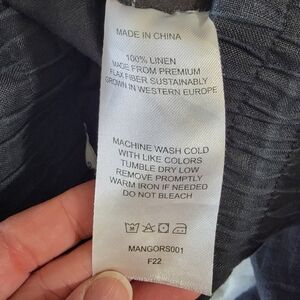 MADE IN CHINA
100% LINEN
MADE FROM PREMIUM
FLAX FIBER SUSTAINABLY
GROWN IN WESTERN EUROPE
MACHINE WASH COLD
WITH LIKE COLORS
TUMBLE DRY LOW
REMOVE PROMPTLY
WARM IRON IF NEEDED
DO NOT BLEACH
MANGORS001
F22